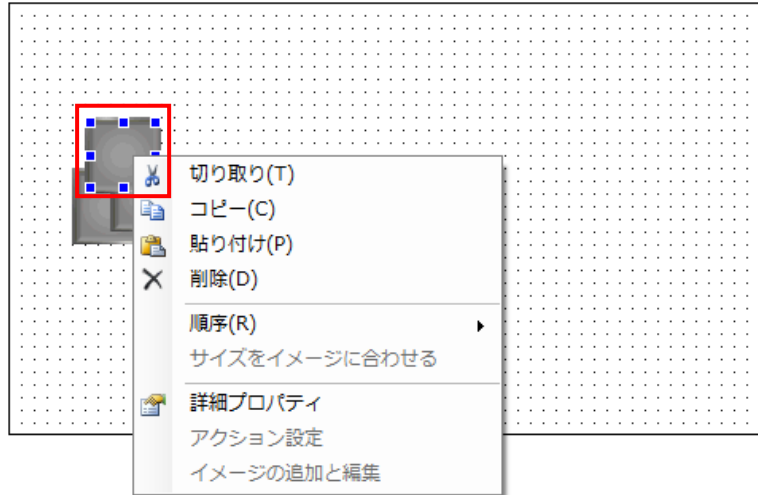 切り取り(T)
コピー(C)
貼り付け(P)
削除(D)
順序(R)
サイズをイメージに合わせる
詳細プロパティ
アクション設定
イメージの追加と編集